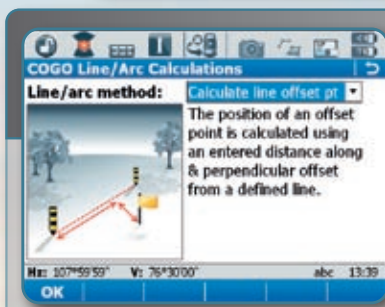 COGO Line/Arc Calculations
Line/arc method: Calculate line offset pt
The position of an offset
point is calculated using
an entered distance along
& perpendicular offset
from a defined line.
Hz: 107°59'59" V: 76°30'00" abc 13:39
OK